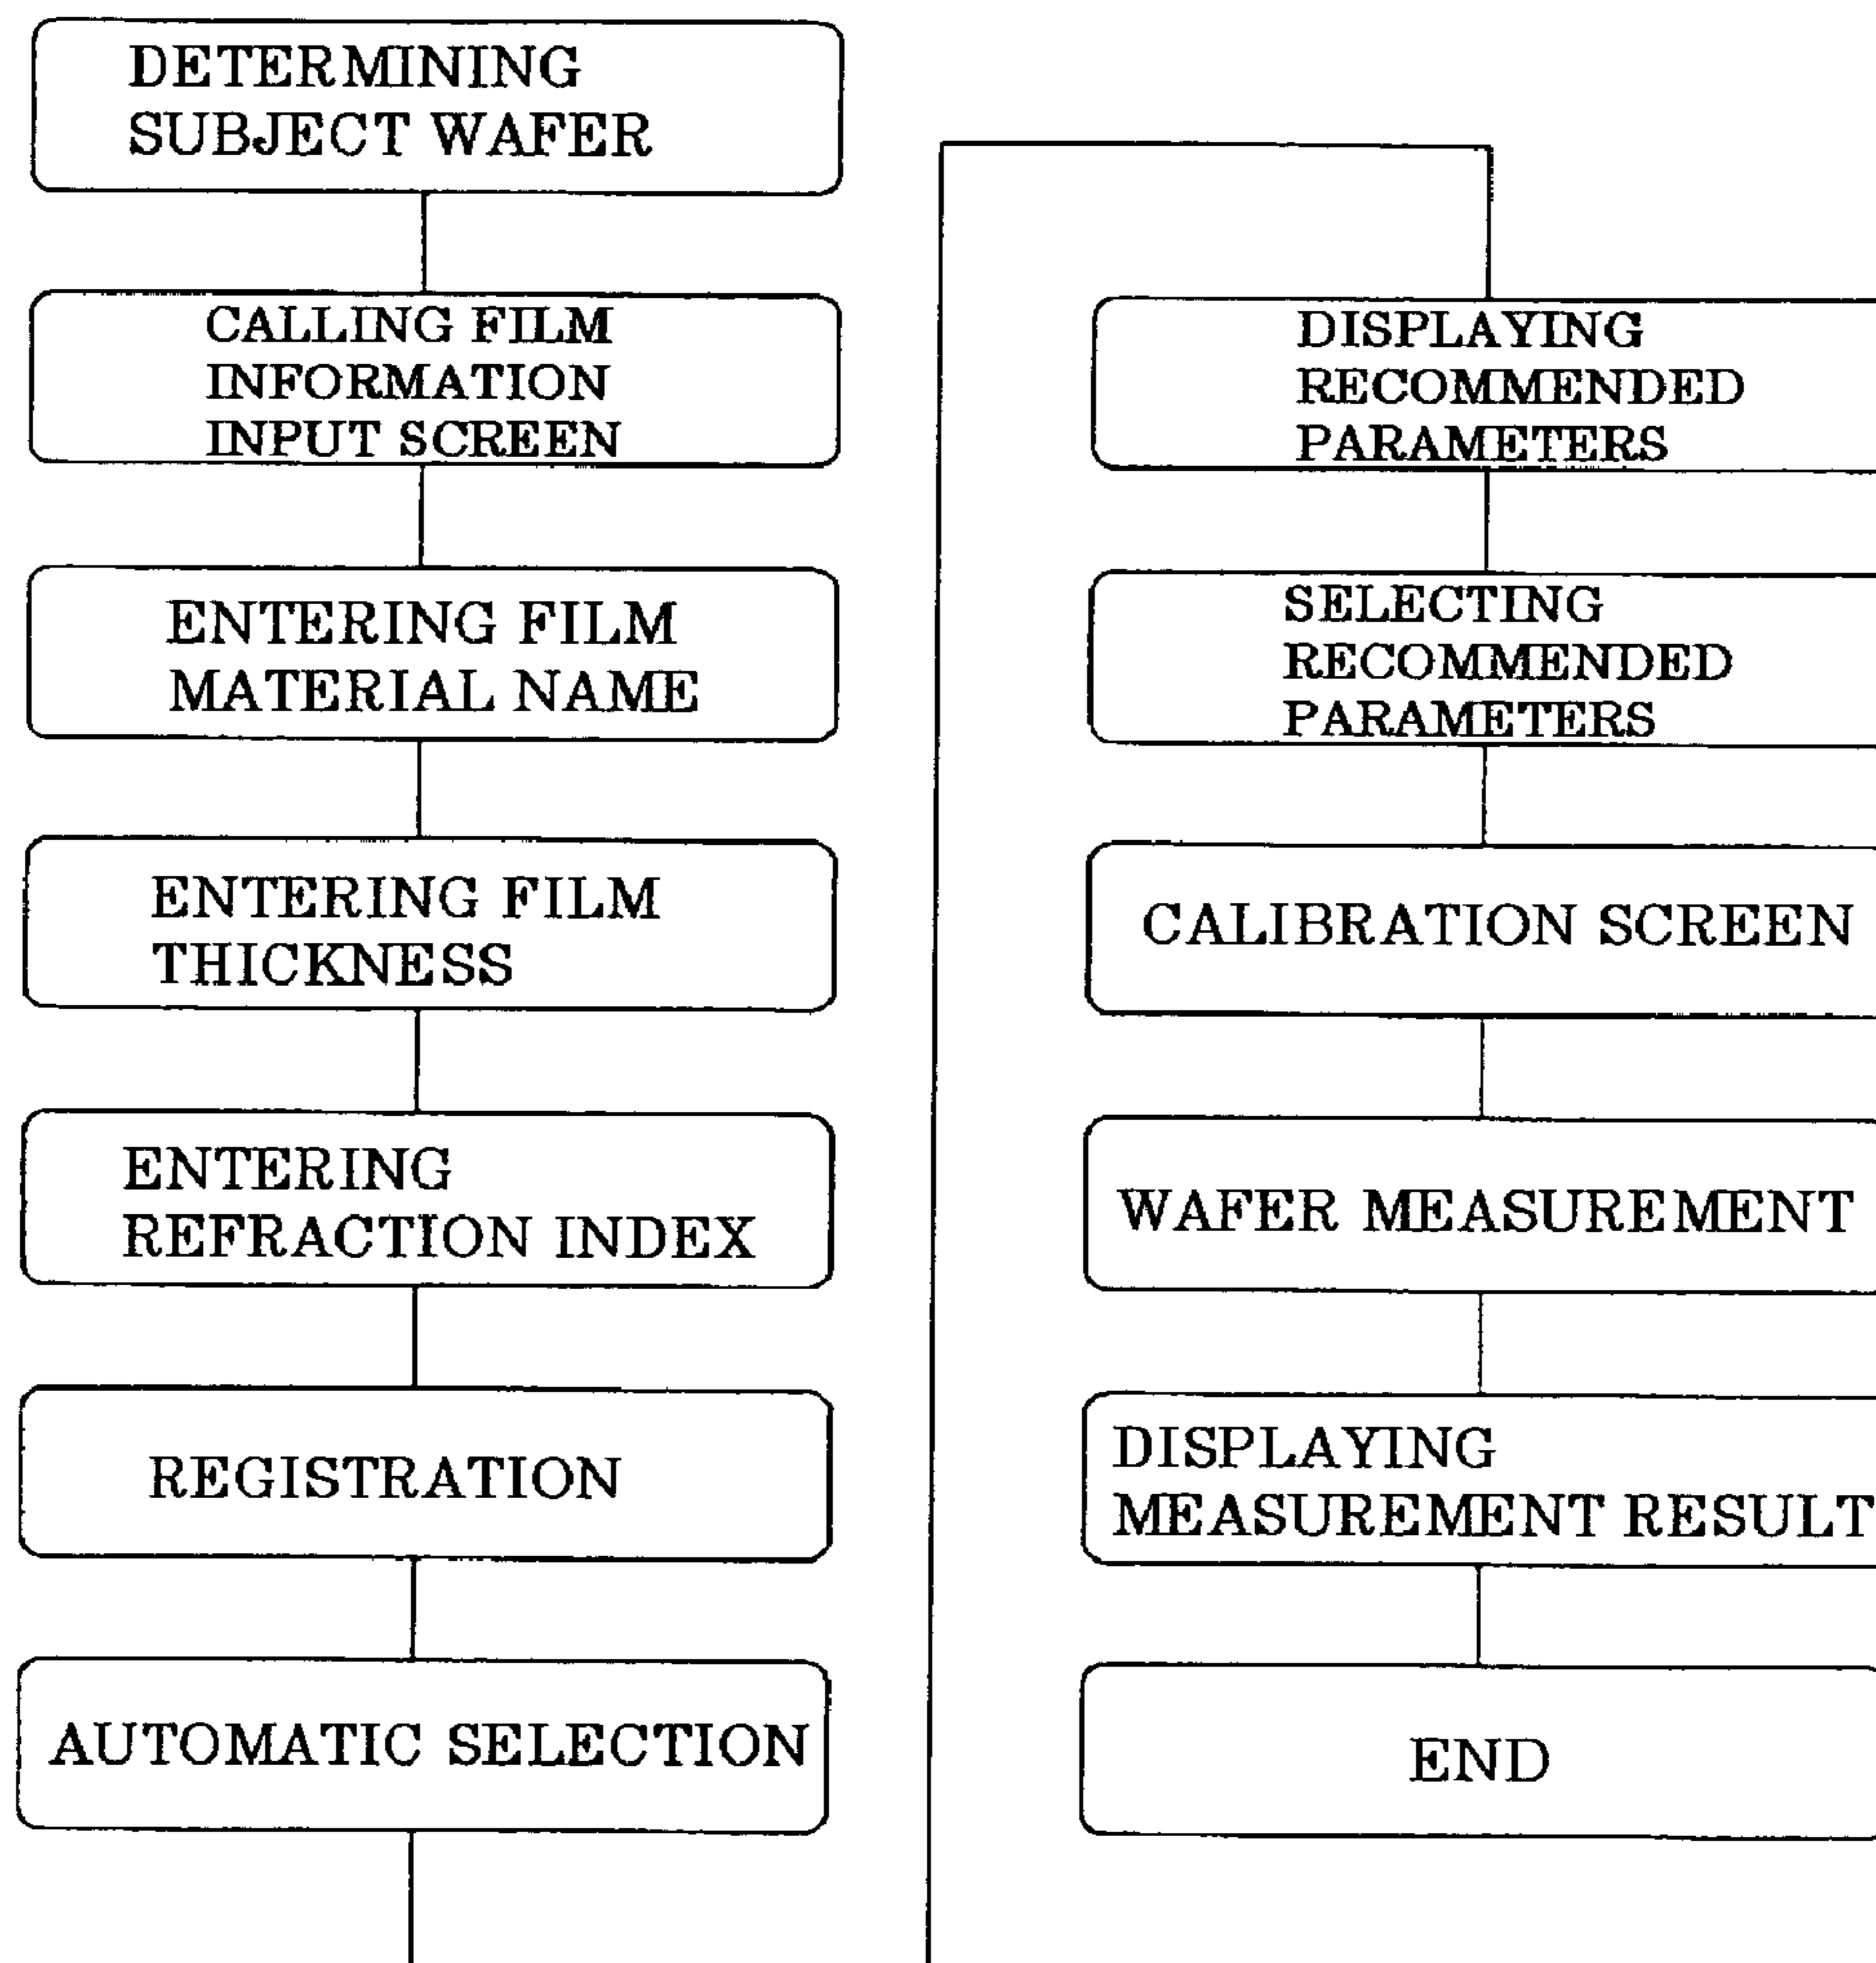 DETERMINING
SUBJECT WAFER
CALLING FILM
INFORMATION
INPUT SCREEN
ENTERING FILM
MATERIAL NAME
ENTERING FILM
THICKNESS
ENTERING
REFRACTION INDEX
REGISTRATION
AUTOMATIC SELECTION
DISPLAYING
RECOMMENDED
PARAMETERS
SELECTING
RECOMMENDED
PARAMETERS
CALIBRATION SCREEN
WAFER MEASUREMENT
DISPLAYING
MEASUREMENT RESULT
END